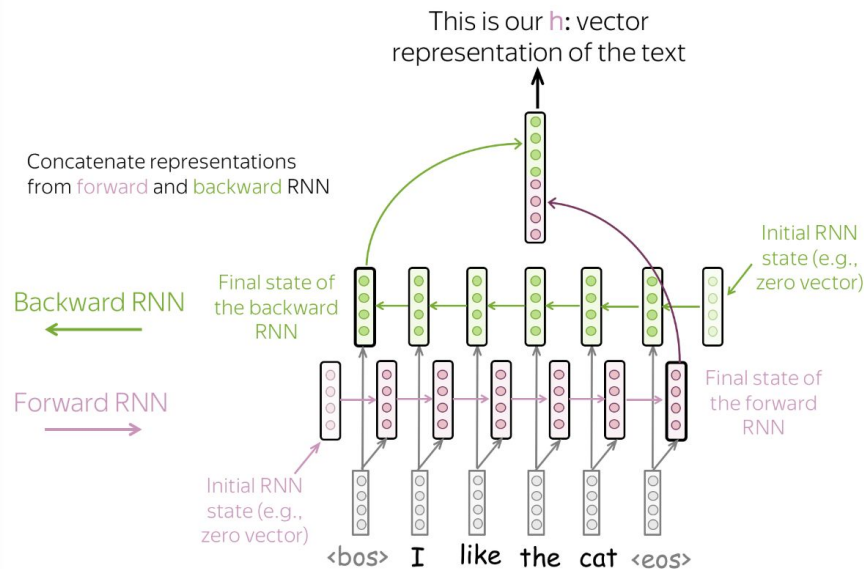 This is our h: vector
representation of the text
Concatenate representations
from forward and backward RNN
Initial RNN
state (e.g.,
zero vector)
Final state of
the backward
RNN
Backward RNN
Forward RNN
Final state of
the forward
RNN
Initial RNN
state (e.g.,
zero vector)
<bos> I like the cat <eos>